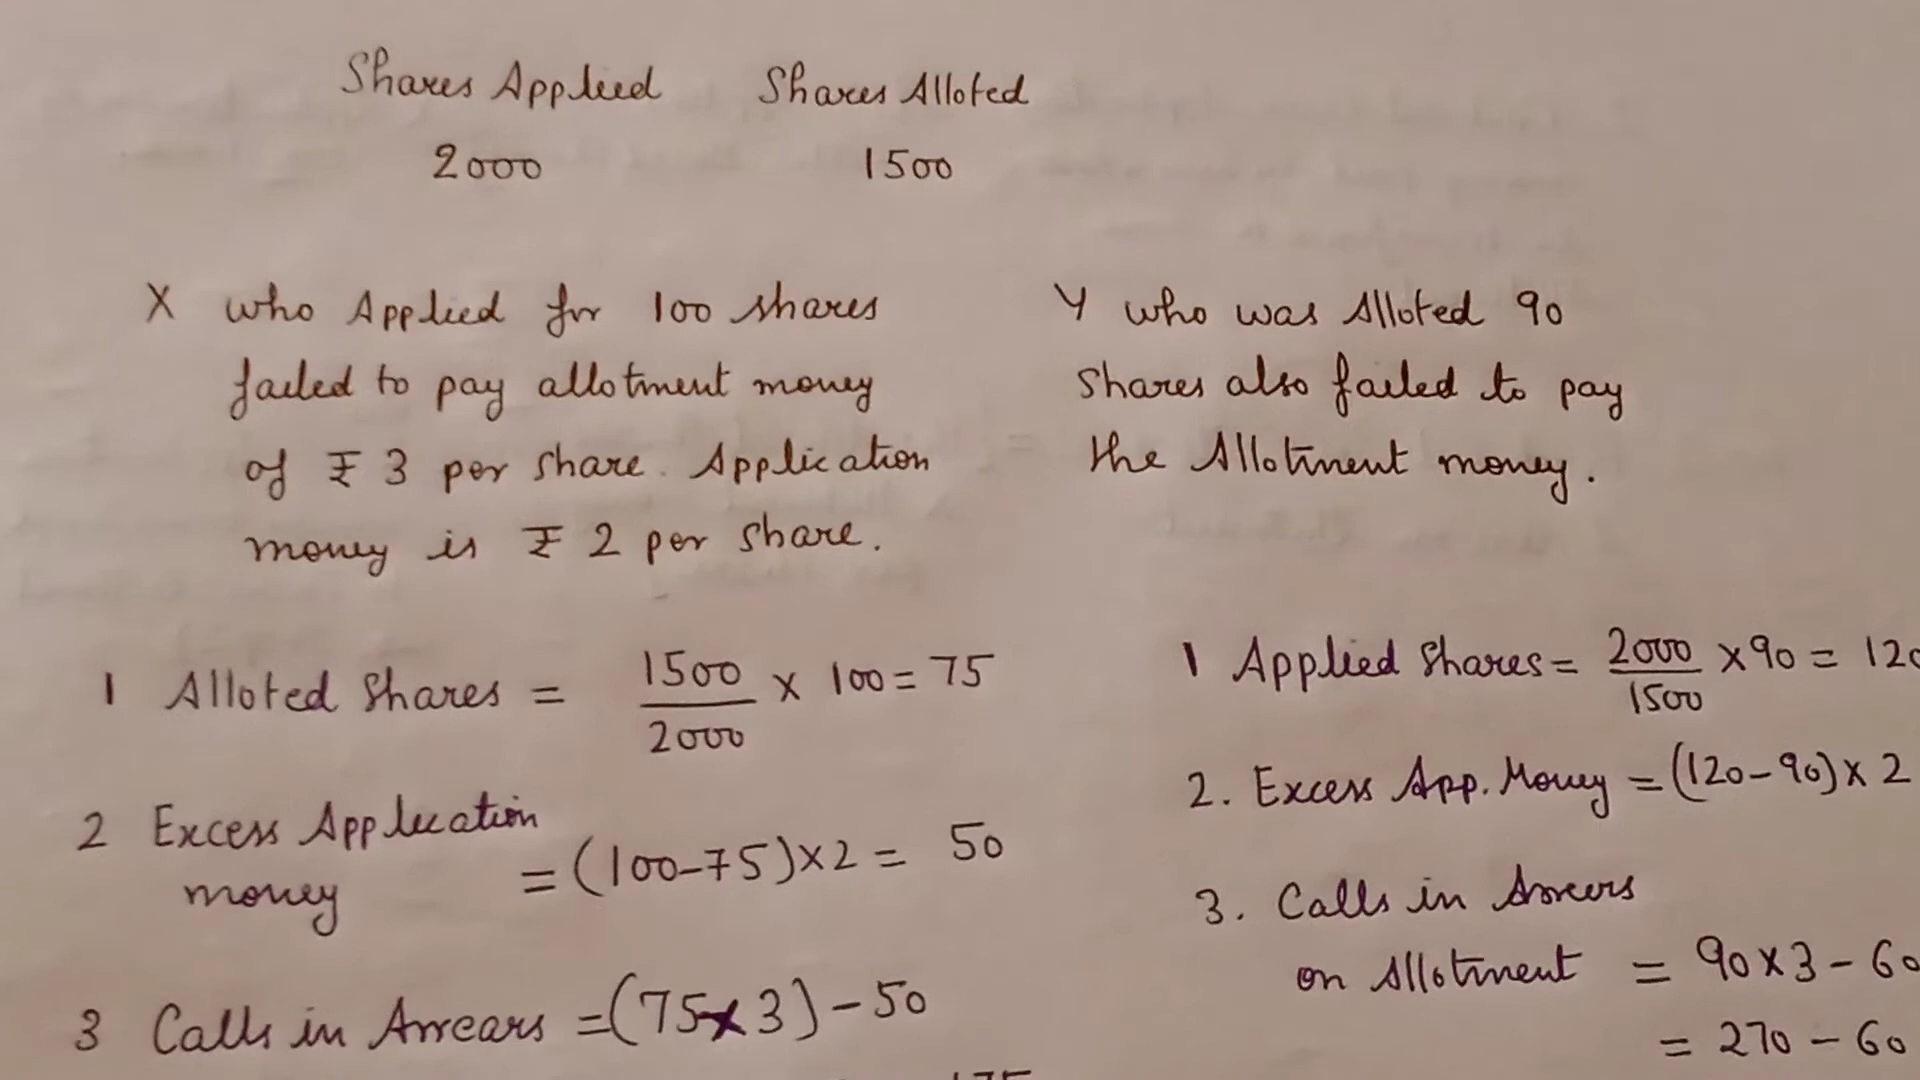 Shares Applied Shares Alloted
2000 1500
X who Applied for 100 shares
failed to pay allotment money
of ₹ 3 per share. Application
money is ₹ 2 per share.
Y who was Alloted 90
shares also failed to pay
the Allotment money.
1 Alloted Shares = 1500/2000 x 100 = 75
2 Excess Application
money = (100-75)x2 = 50
3 Calls in Arrears = (75x3) - 50
1 Applied Shares = 2000/1500 x90 = 120
2. Excess App. Money = (120-90)x 2
3. Calls in Arrears
on Allotment = 90x3-60
= 270-60